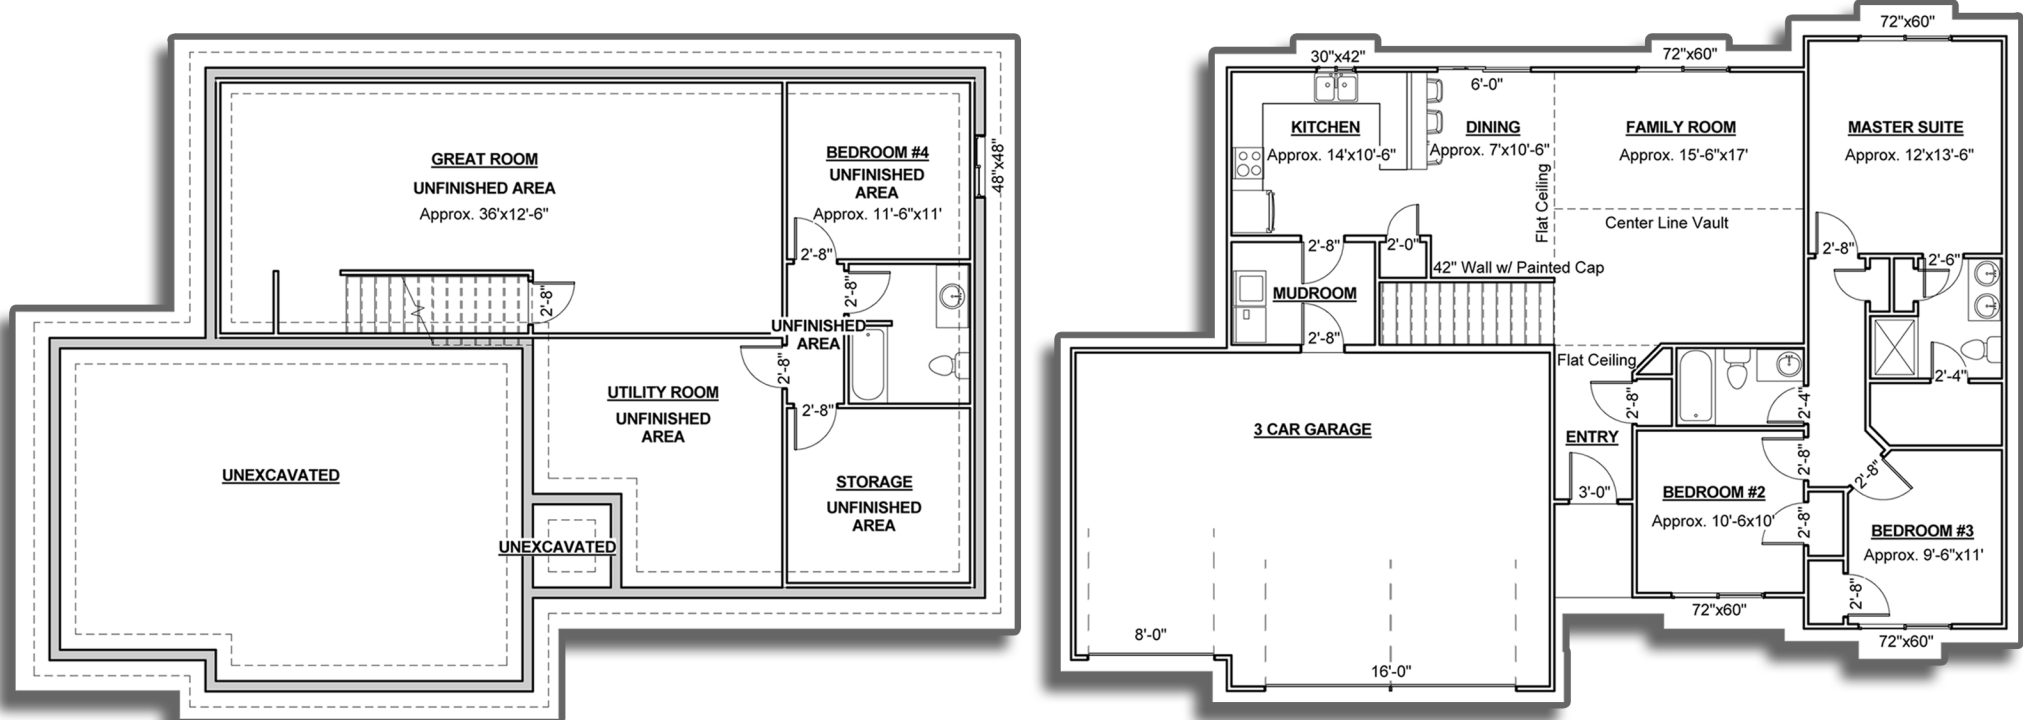 GREAT ROOM
UNFINISHED AREA
Approx. 36'x12'-6"
BEDROOM #4
UNFINISHED
AREA
Approx. 11'-6"x11'
48"x48"
2'-8"
2'-8"
2'-8"
UNFINISHED
AREA
2'-8"
2'-8"
UTILITY ROOM
UNFINISHED
AREA
STORAGE
UNFINISHED
AREA
UNEXCAVATED
UNEXCAVATED
72"x60"
30"x42"
72"x60"
6'-0"
KITCHEN
Approx. 14'x10'-6"
DINING
Approx. 7'x10'-6"
FAMILY ROOM
Approx. 15'-6"x17'
MASTER SUITE
Approx. 12'x13'-6"
Flat Ceiling
Center Line Vault
2'-8"
2'-0"
2'-8"
2'-6"
42" Wall w/ Painted Cap
MUDROOM
2'-8"
Flat Ceiling
2'-4"
2'-8"
2'-4"
3 CAR GARAGE
ENTRY
2'-8"
2'-8"
3'-0"
BEDROOM #2
Approx. 10'-6x10'
2'-8"
BEDROOM #3
Approx. 9'-6"x11'
2'-8"
72"x60"
8'-0"
72"x60"
16'-0"